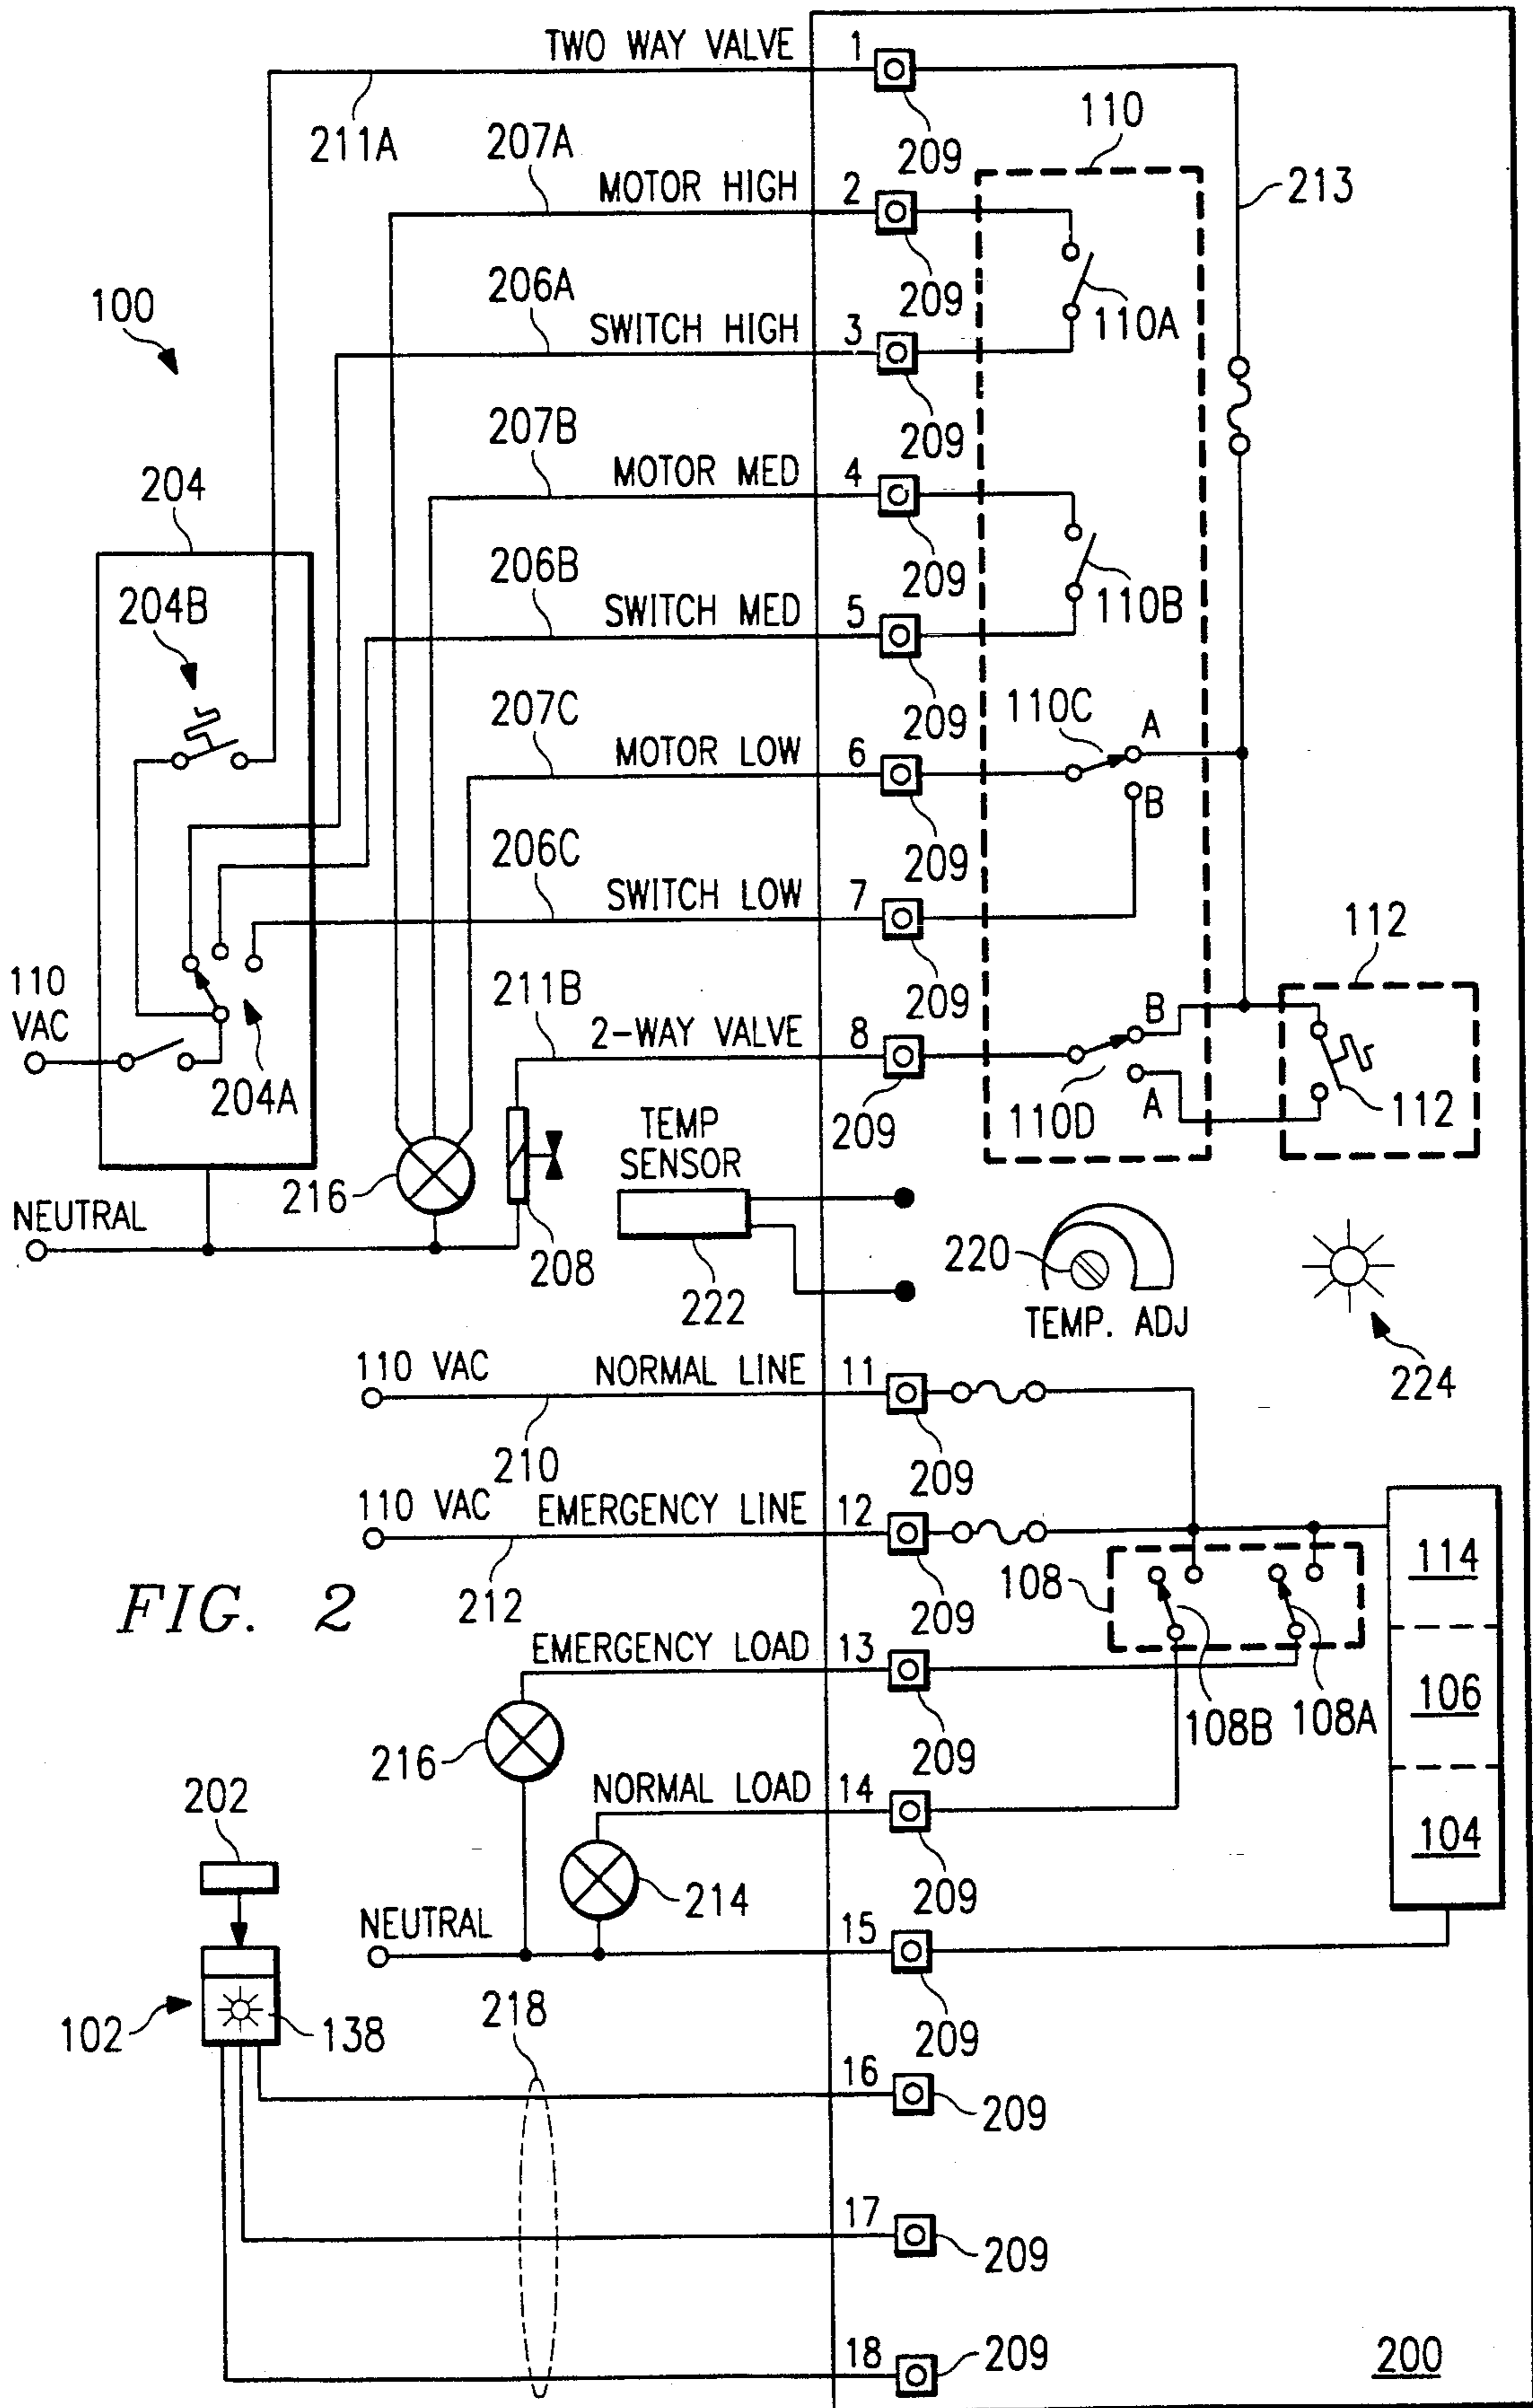 TWO WAY VALVE 1
211A
209
110
207A
MOTOR HIGH 2
213
209
100
206A
SWITCH HIGH 3
110A
209
207B
MOTOR MED 4
204
209
204B
206B
SWITCH MED 5
110B
209
207C
110C
A
MOTOR LOW 6
B
209
206C
SWITCH LOW 7
112
110 VAC
211B
209
B
2-WAY VALVE 8
204A
110D
A
112
209
TEMP SENSOR
216
NEUTRAL
208
222
220
TEMP. ADJ
224
110 VAC NORMAL LINE 11
210
209
110 VAC EMERGENCY LINE 12
212
209
108
114
FIG. 2
EMERGENCY LOAD 13
108B
108A
106
216
209
202
NORMAL LOAD 14
104
214
209
NEUTRAL 15
102
138
218
209
16
209
17
209
18
209
200